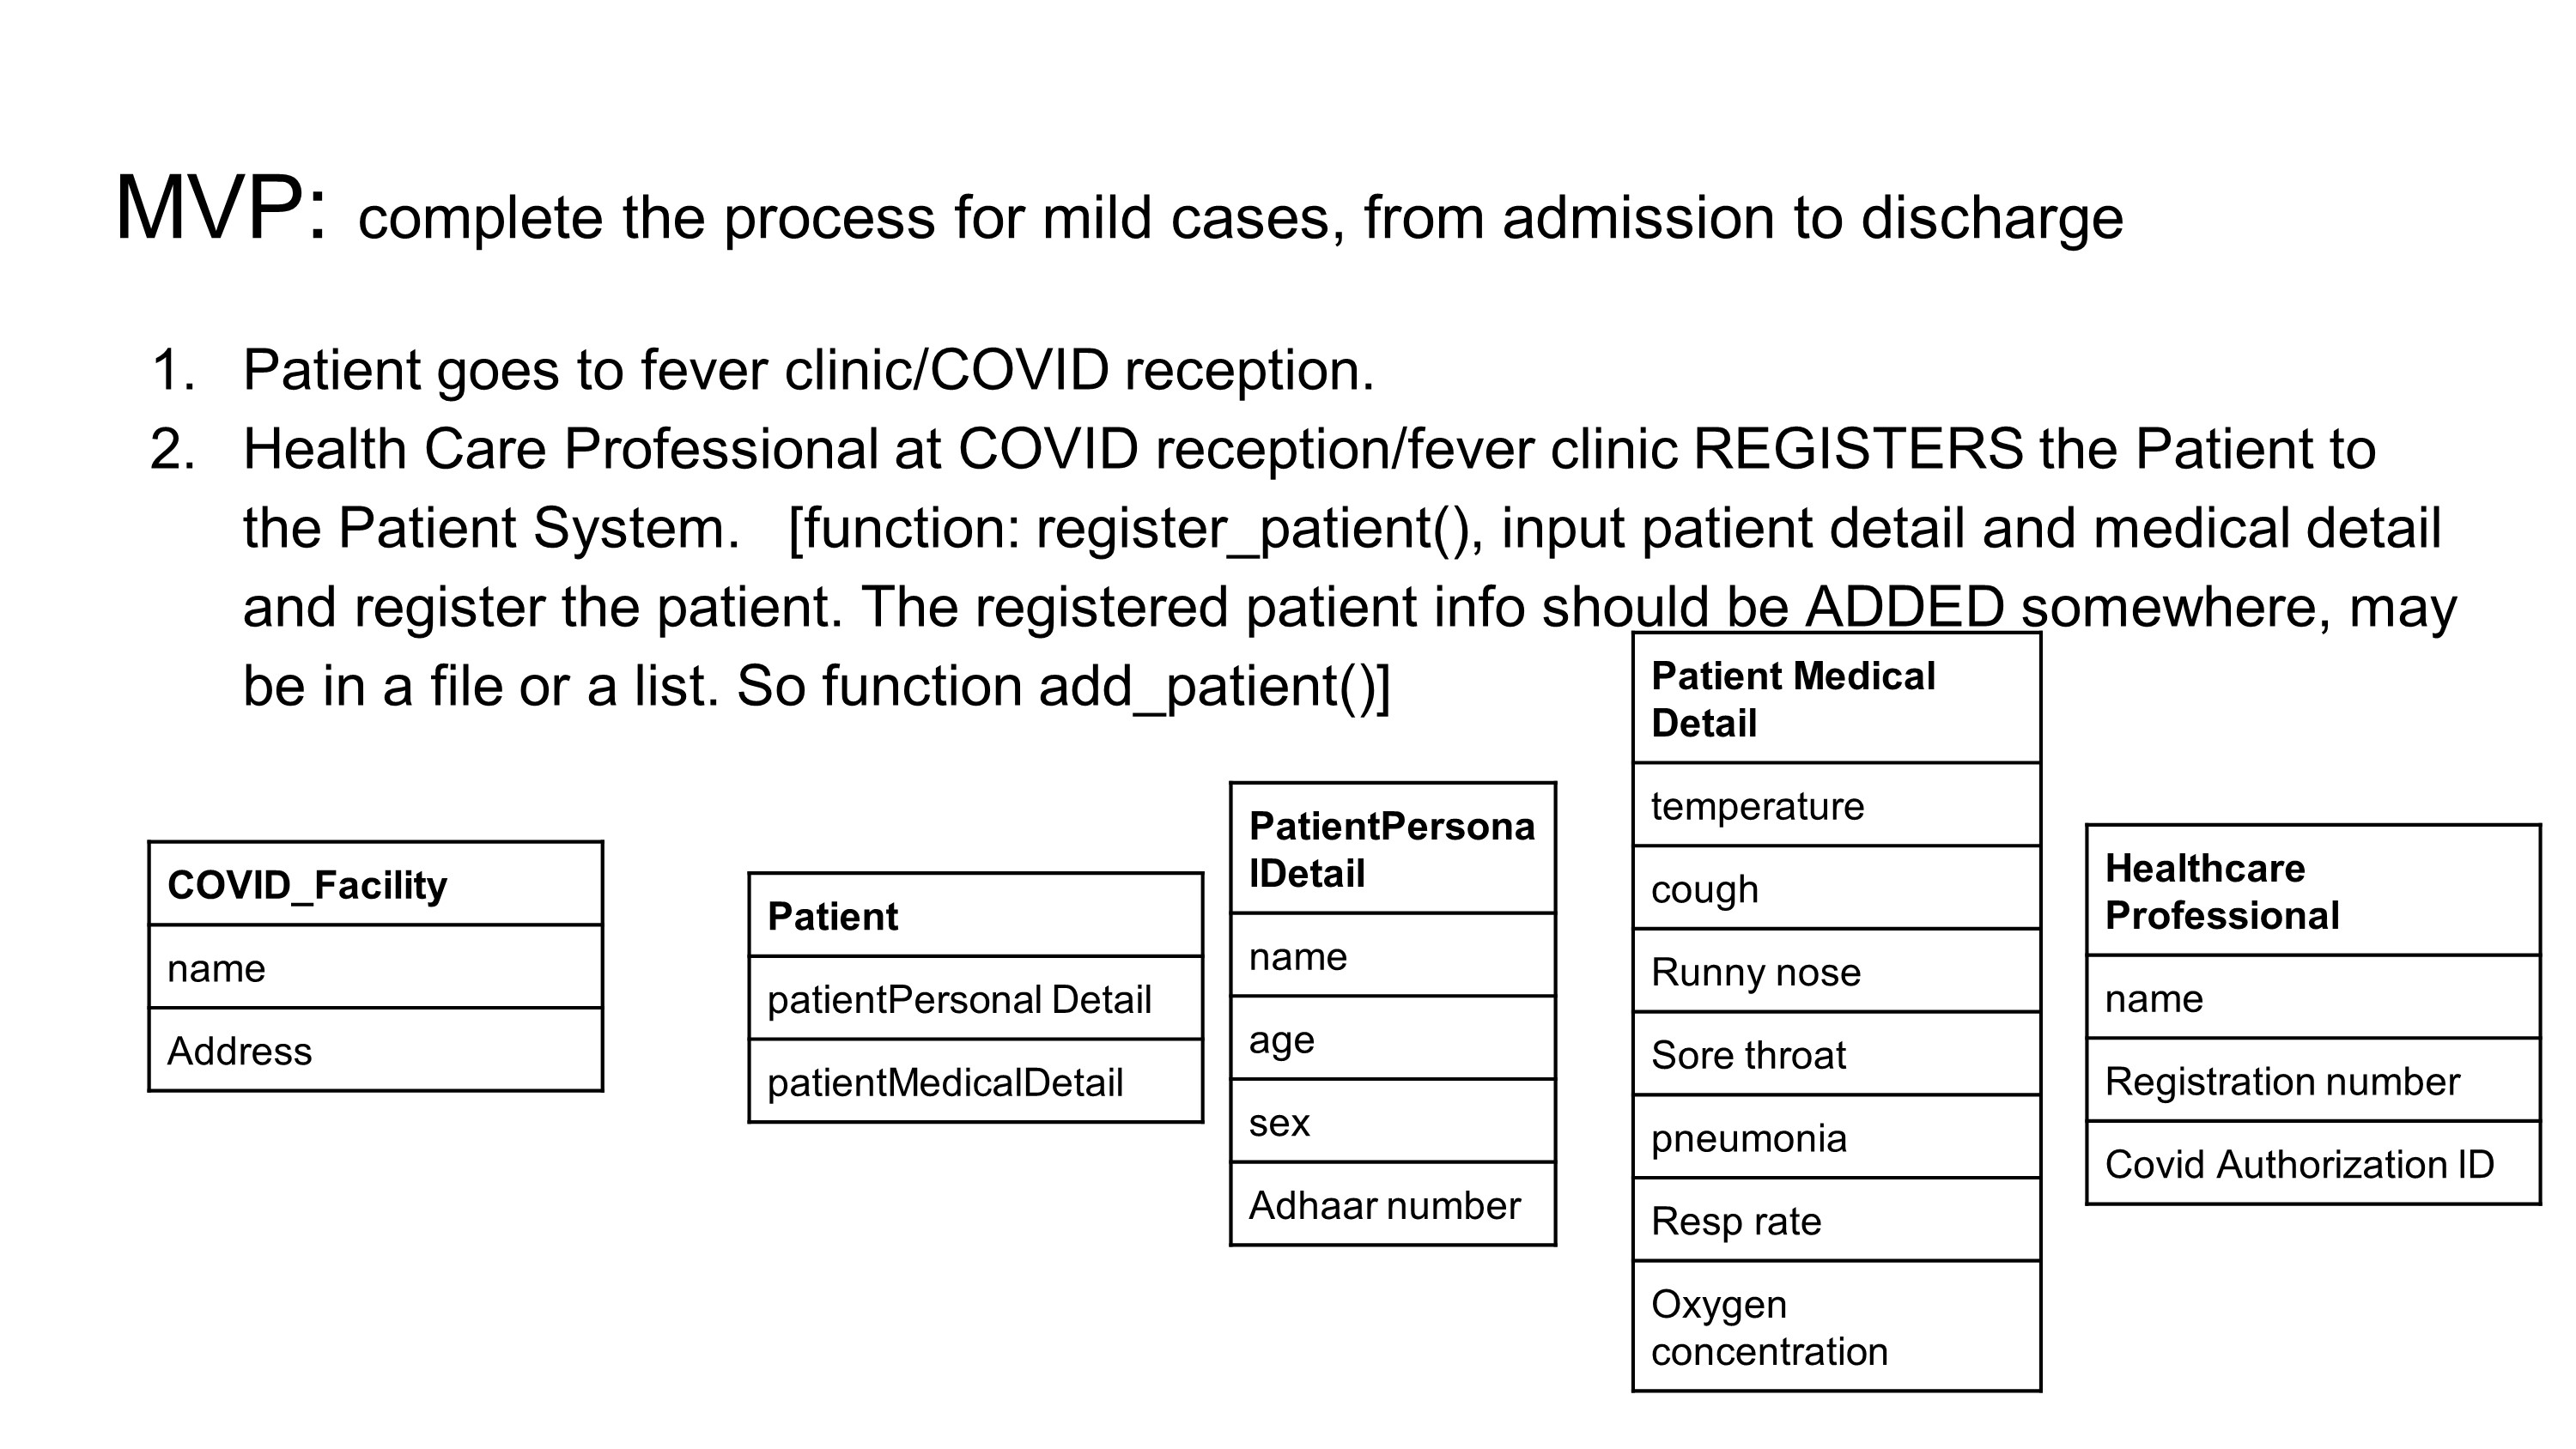 MVP: complete the process for mild cases, from admission to discharge
1. Patient goes to fever clinic/COVID reception.
2. Health Care Professional at COVID reception/fever clinic REGISTERS the Patient to
the Patient System. [function: register_patient(), input patient detail and medical detail
and register the patient. The registered patient info should be ADDED somewhere, may
be in a file or a list. So function add_patient()]
COVID_Facility
name
Address
Patient
patientPersonal Detail
patientMedicalDetail
PatientPersona
lDetail
name
age
sex
Adhaar number
Patient Medical
Detail
temperature
cough
Runny nose
Sore throat
pneumonia
Resp rate
Oxygen
concentration
Healthcare
Professional
name
Registration number
Covid Authorization ID